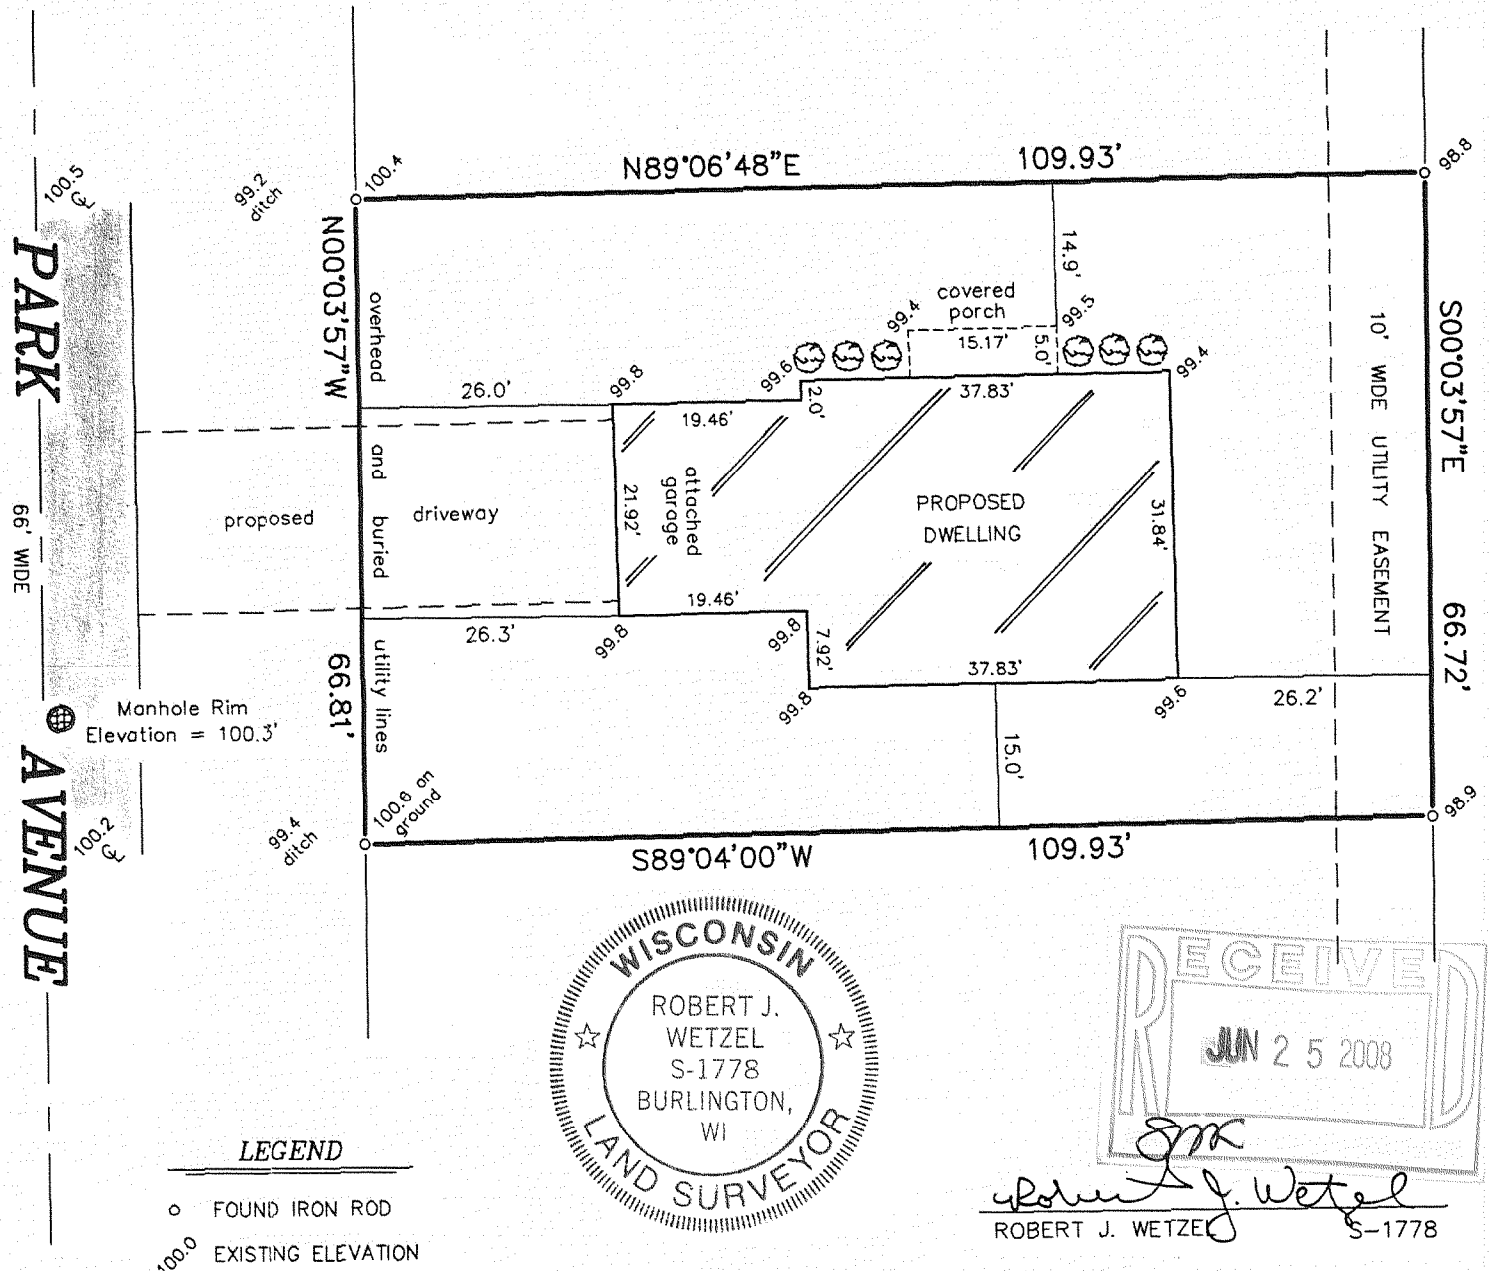 N89°06'48"E
109.93'
98.8
100.4
99.2
ditch
100.5
℄
PARK
AVENUE
66' WIDE
N00°03'57"W
66.81'
overhead
and
buried
utility lines
14.9'
covered
porch
99.4
99.5
15.17'
5.0'
99.6
99.4
10' WIDE UTILITY EASEMENT
S00°03'57"E
66.72'
26.0'
99.8
2.0'
37.83'
19.46'
attached
garage
21.92'
PROPOSED
DWELLING
31.84'
proposed
driveway
19.46'
26.3'
99.8
99.8
7.92'
37.83'
99.8
99.6
26.2'
15.0'
Manhole Rim
Elevation = 100.3'
100.6 on
ground
99.4
ditch
100.2
℄
98.9
S89°04'00"W
109.93'
WISCONSIN
ROBERT J.
WETZEL
S-1778
BURLINGTON,
WI
LAND SURVEYOR
RECEIVED
JUN 25 2008
SMK
Robert J. Wetzel
ROBERT J. WETZEL S-1778
LEGEND
FOUND IRON ROD
100.0 EXISTING ELEVATION